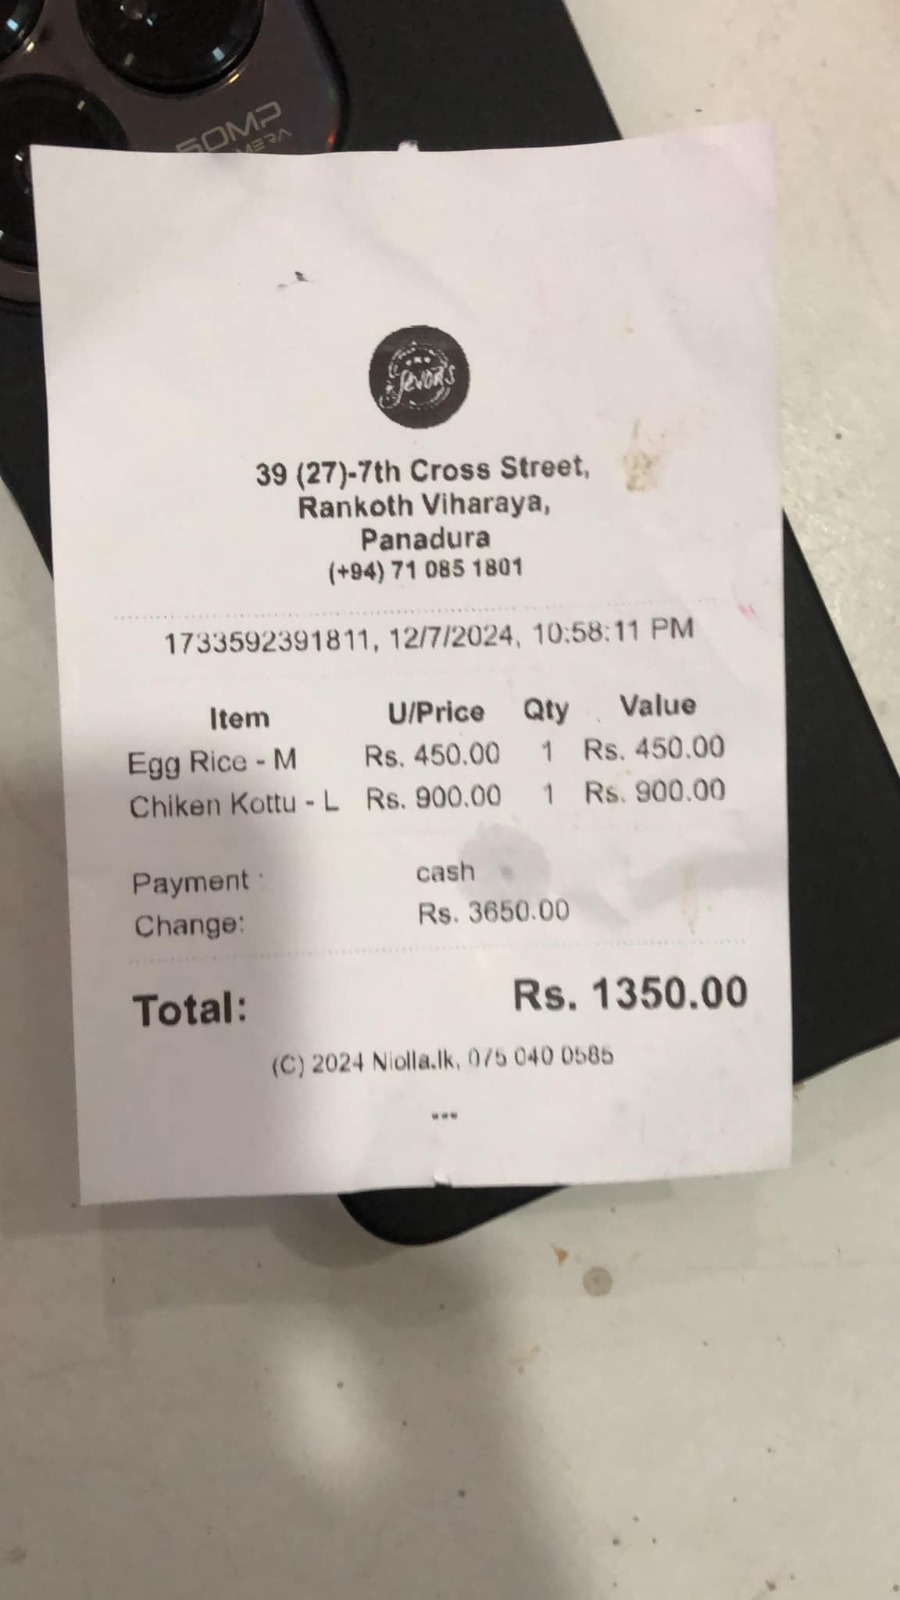 50MP
39 (27)-7th Cross Street,
Rankoth Viharaya,
Panadura
(+94) 71 085 1801
1733592391811, 12/7/2024, 10:58:11 PM
Item U/Price Qty Value
Egg Rice - M Rs. 450.00 1 Rs. 450.00
Chiken Kottu - L Rs. 900.00 1 Rs. 900.00
Payment : cash
Change: Rs. 3650.00
Total: Rs. 1350.00
(C) 2024 Niolla.lk, 075 040 0585
---